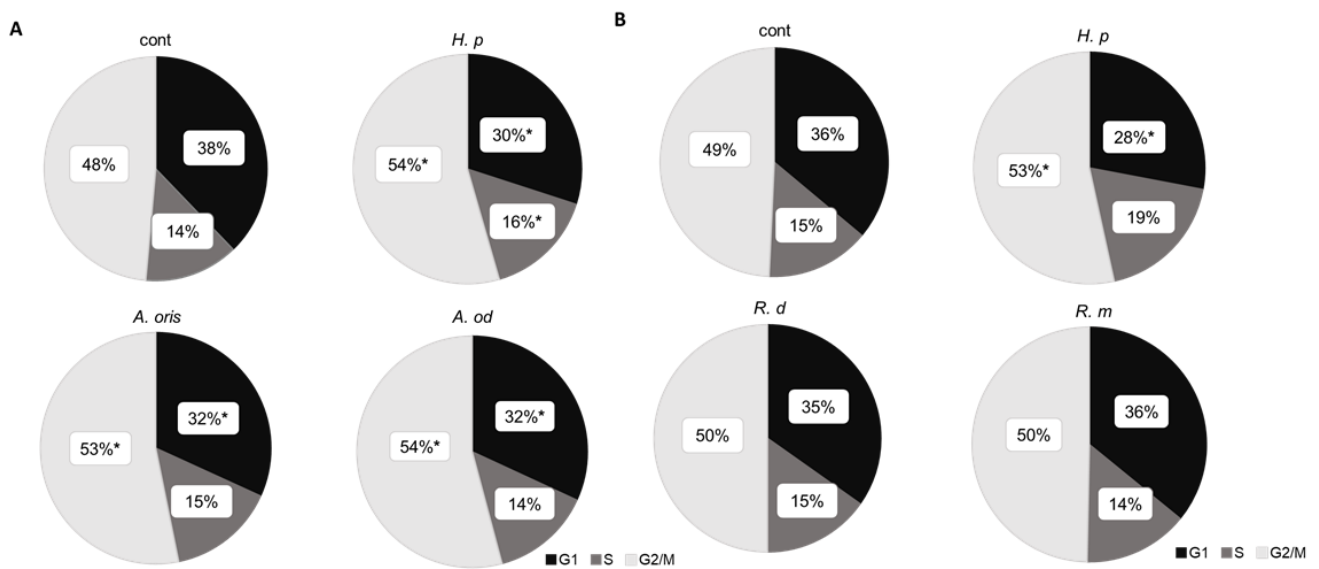 A
cont
38%
14%
48%
H. p
30%*
16%*
54%*
A. oris
32%*
15%
53%*
A. od
32%*
14%
54%*
G1 S G2/M
B
cont
36%
15%
49%
H. p
28%*
19%
53%*
R. d
35%
15%
50%
R. m
36%
14%
50%
G1 S G2/M